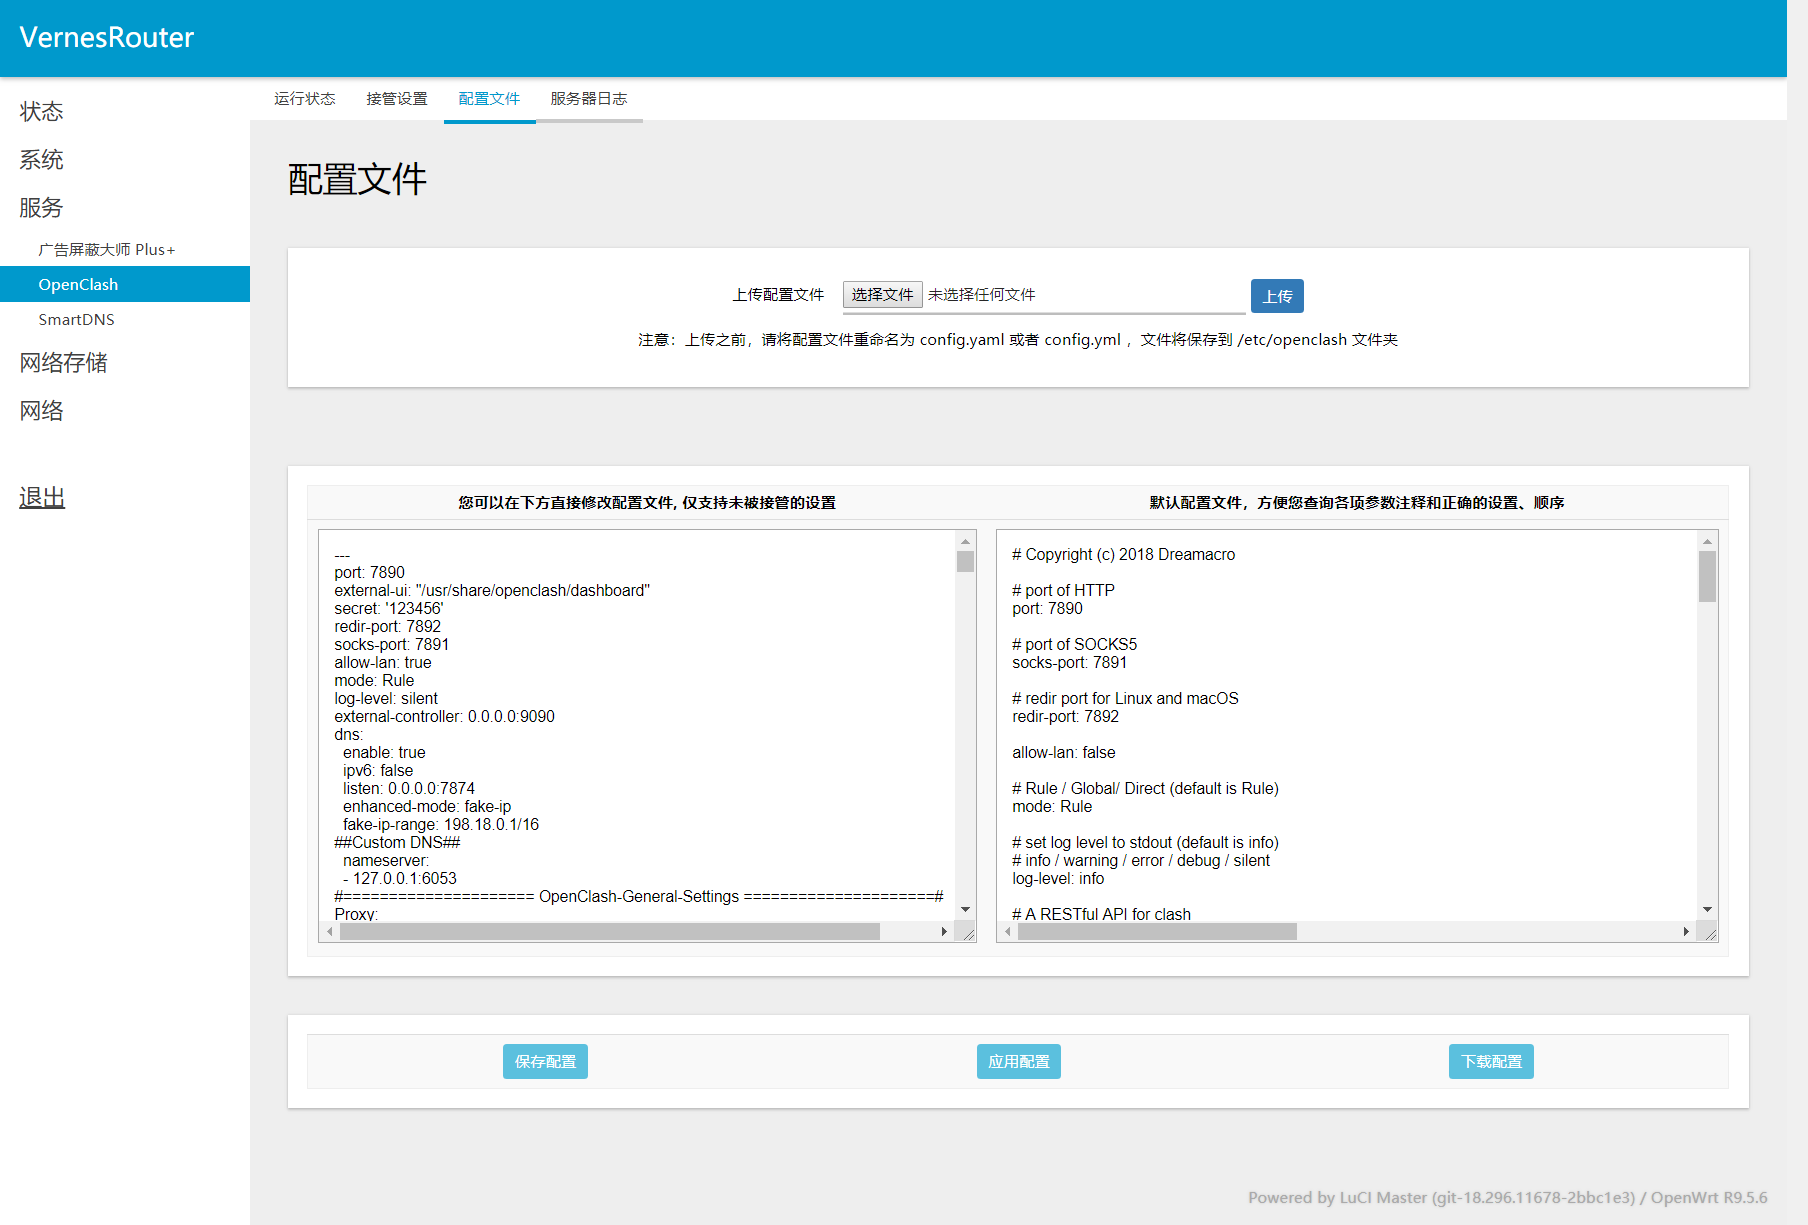 VernesRouter
状态
系统
服务
广告屏蔽大师 Plus+
OpenClash
SmartDNS
网络存储
网络
退出
运行状态 接管设置 配置文件 服务器日志
配置文件
上传配置文件 选择文件 未选择任何文件 上传
注意：上传之前，请将配置文件重命名为 config.yaml 或者 config.yml ，文件将保存到 /etc/openclash 文件夹
您可以在下方直接修改配置文件, 仅支持未被接管的设置
---
port: 7890
external-ui: "/usr/share/openclash/dashboard"
secret: '123456'
redir-port: 7892
socks-port: 7891
allow-lan: true
mode: Rule
log-level: silent
external-controller: 0.0.0.0:9090
dns:
  enable: true
  ipv6: false
  listen: 0.0.0.0:7874
  enhanced-mode: fake-ip
  fake-ip-range: 198.18.0.1/16
##Custom DNS##
  nameserver:
  - 127.0.0.1:6053
#===================== OpenClash-General-Settings =====================#
Proxy:
默认配置文件，方便您查询各项参数注释和正确的设置、顺序
# Copyright (c) 2018 Dreamacro
# port of HTTP
port: 7890
# port of SOCKS5
socks-port: 7891
# redir port for Linux and macOS
redir-port: 7892
allow-lan: false
# Rule / Global/ Direct (default is Rule)
mode: Rule
# set log level to stdout (default is info)
# info / warning / error / debug / silent
log-level: info
# A RESTful API for clash
保存配置 应用配置 下载配置
Powered by LuCI Master (git-18.296.11678-2bbc1e3) / OpenWrt R9.5.6